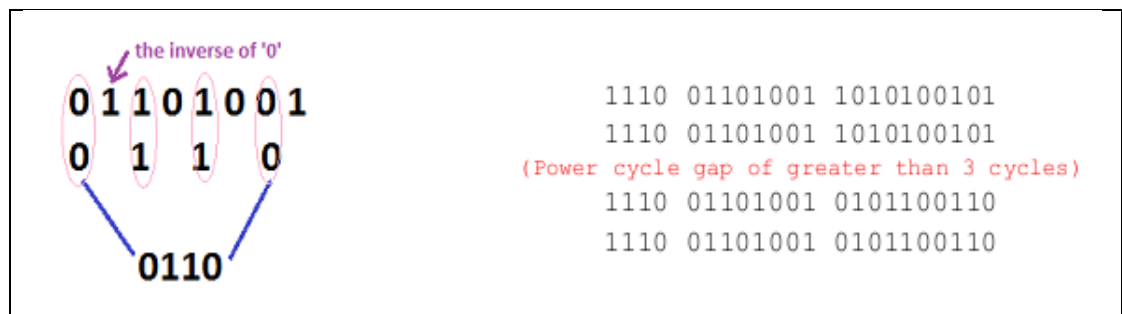 the inverse of '0'
0 1 1 0 1 0 0 1
0 1 1 0
0110
1110 01101001 1010100101
1110 01101001 1010100101
(Power cycle gap of greater than 3 cycles)
1110 01101001 0101100110
1110 01101001 0101100110